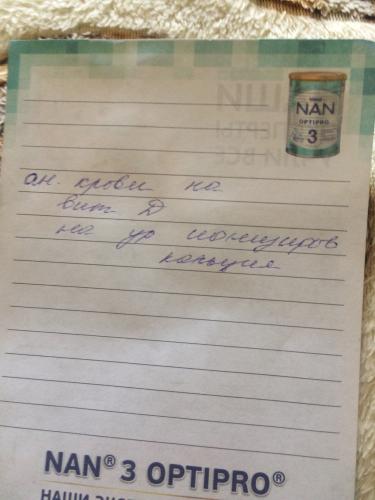 NAN
OPTIPRO
3
ан. крови на
вит Д
на ур ионизиров
кальция
NAN® 3 OPTIPRO®
НАШИ